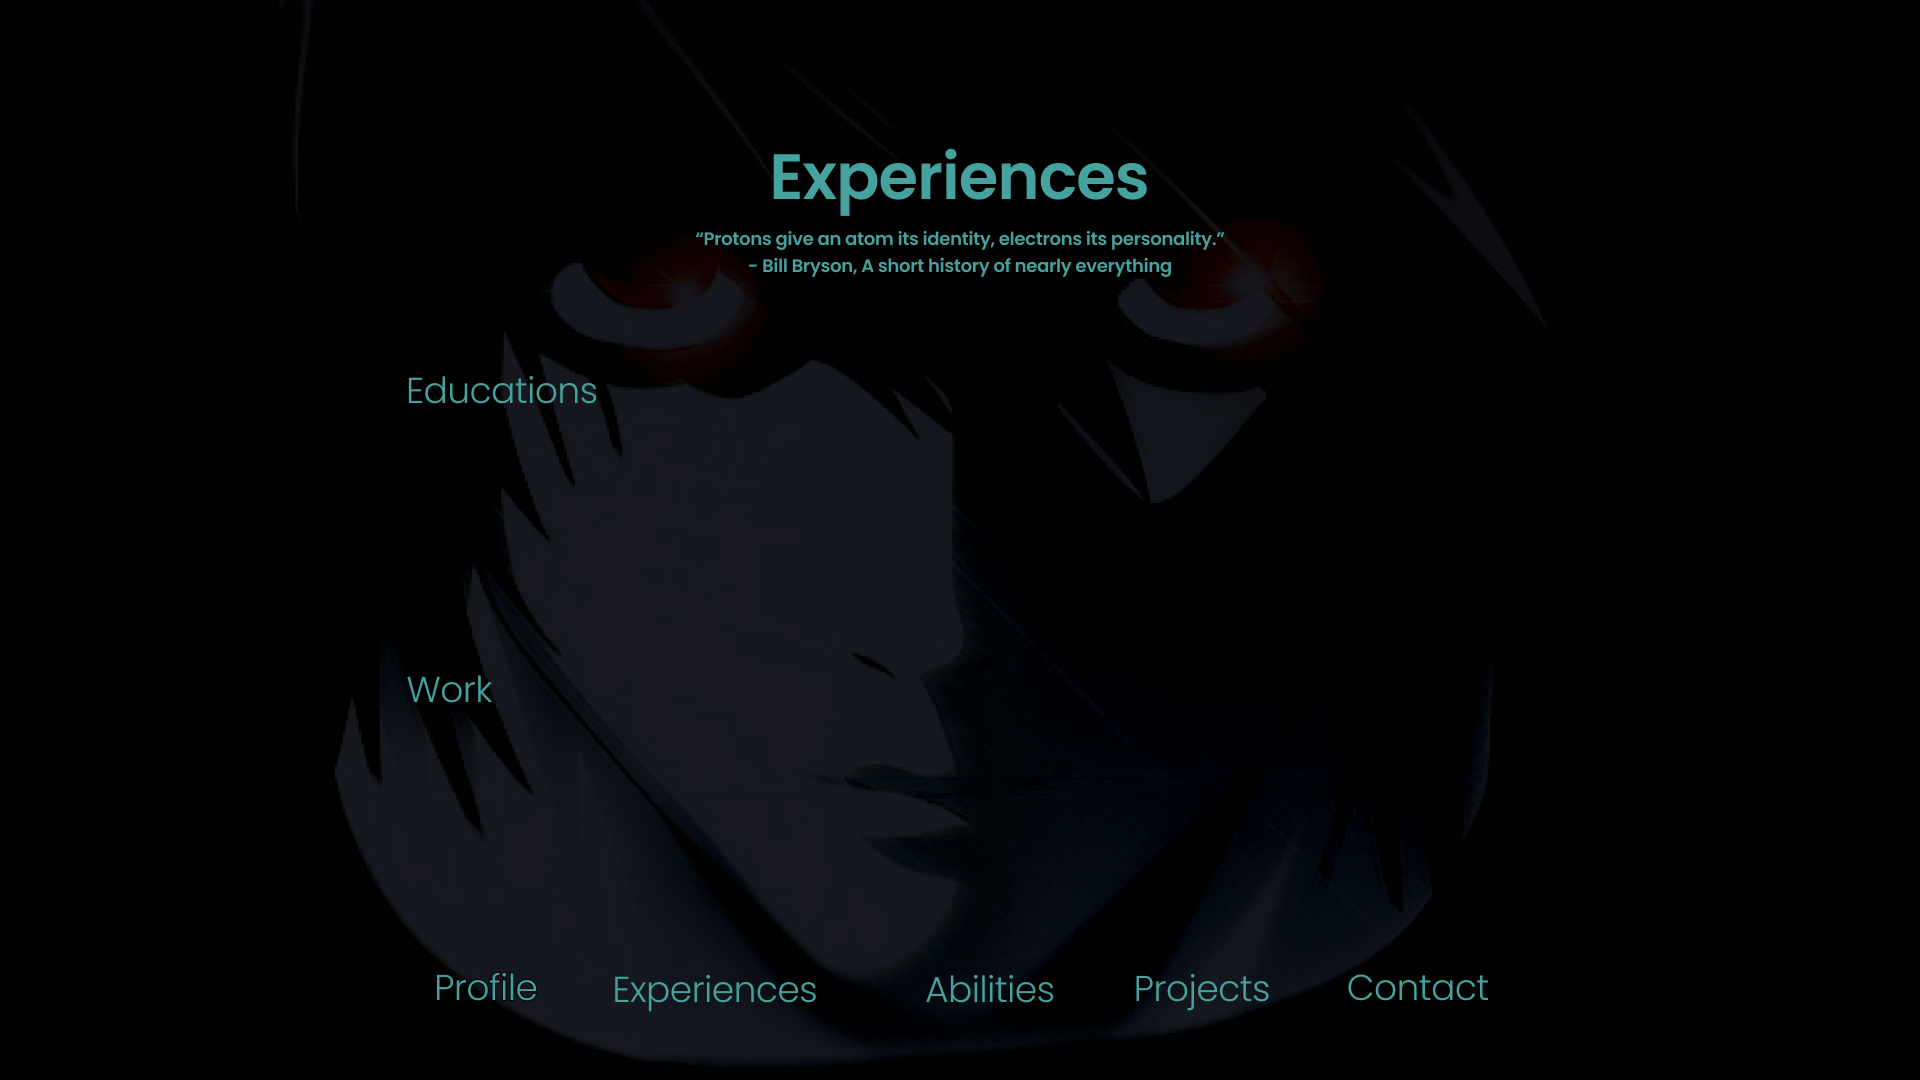 Experiences
“Protons give an atom its identity, electrons its personality.”
- Bill Bryson, A short history of nearly everything
Educations
Work
Profile
Experiences
Abilities
Projects
Contact